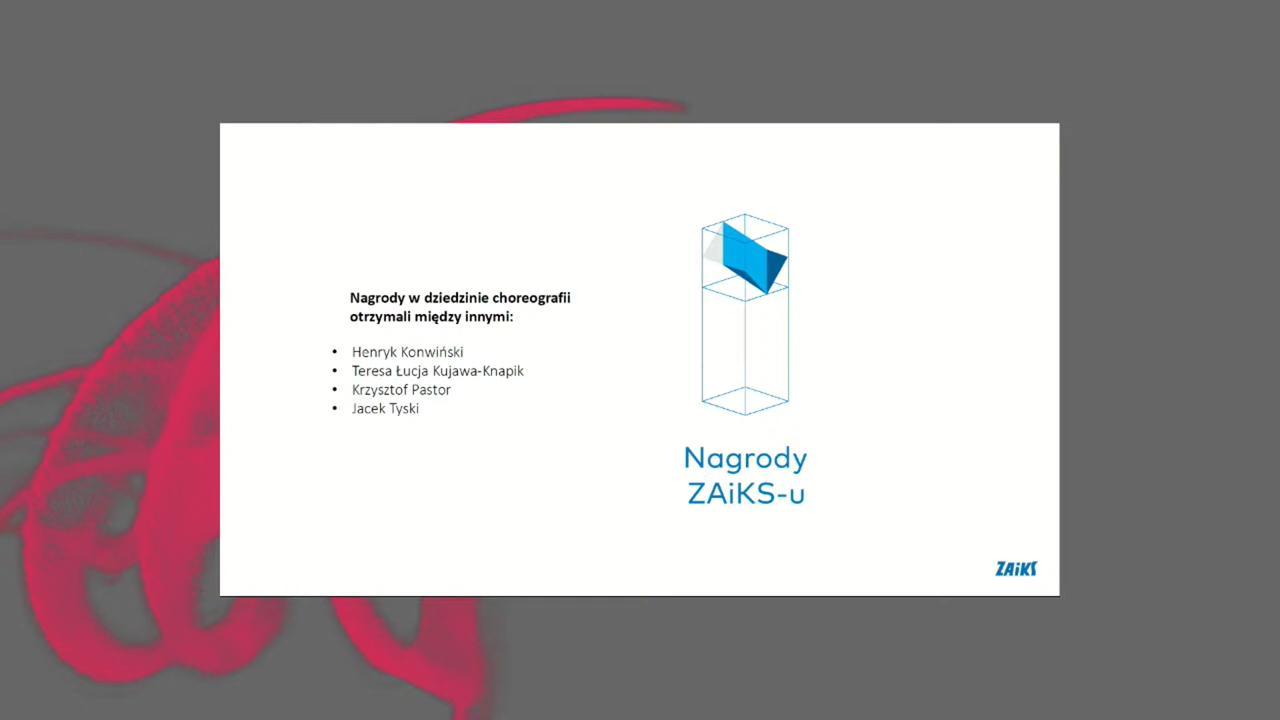 Nagrody w dziedzinie choreografii
otrzymali między innymi:
• Henryk Konwiński
• Teresa Łucja Kujawa-Knapik
• Krzysztof Pastor
• Jacek Tyski
Nagrody
ZAiKS-u
ZAiKS